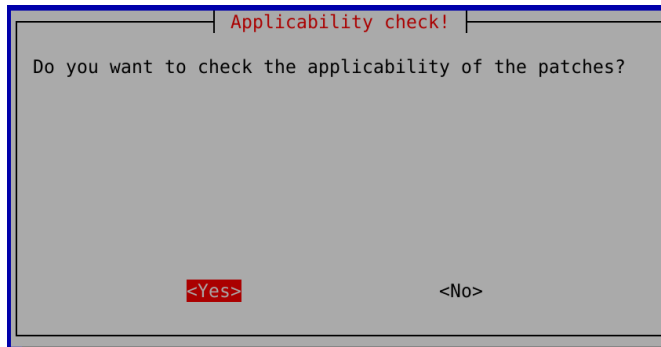 Applicability check!
Do you want to check the applicability of the patches?
<Yes> <No>